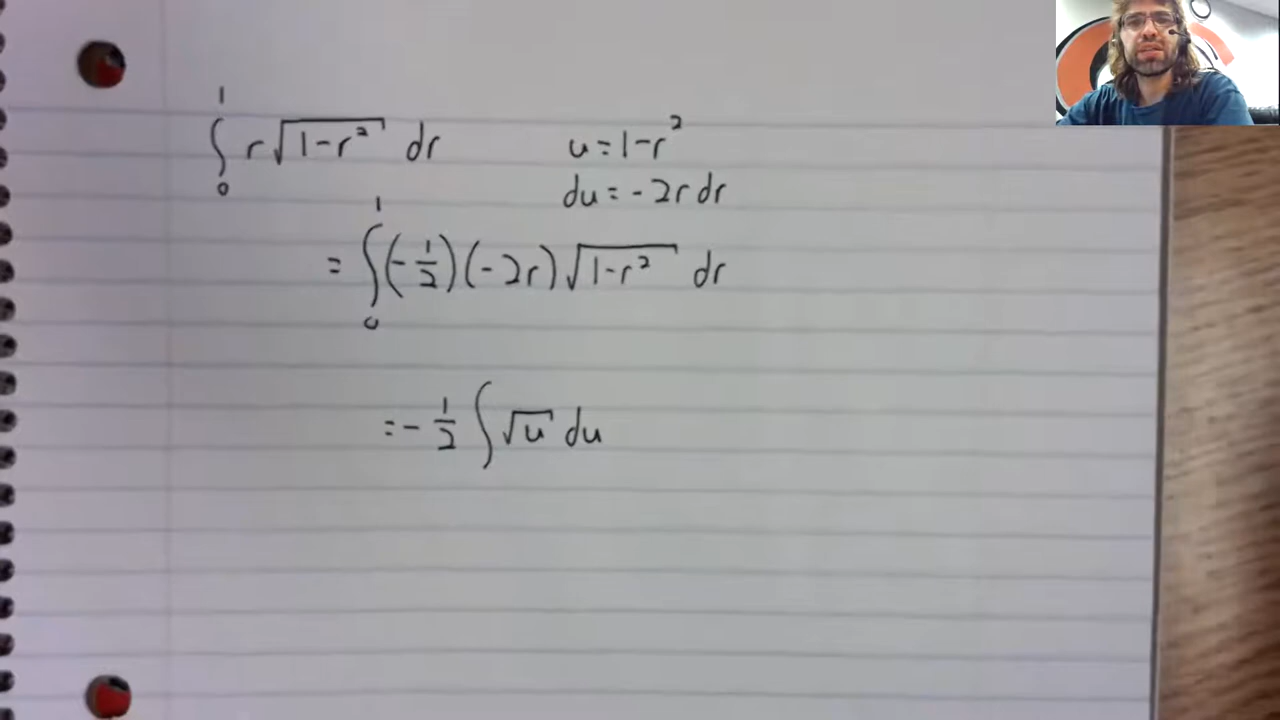 ∫₀¹ r√(1-r²) dr    u = 1-r²
du = -2r dr
= ∫₀¹ (-1/2)(-2r)√(1-r²) dr
= -1/2 ∫ √u du